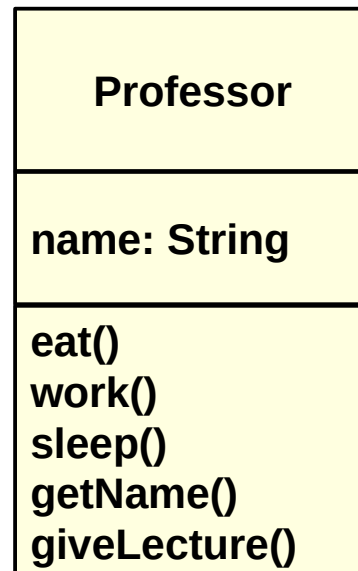 Professor
name: String
eat()
work()
sleep()
getName()
giveLecture()